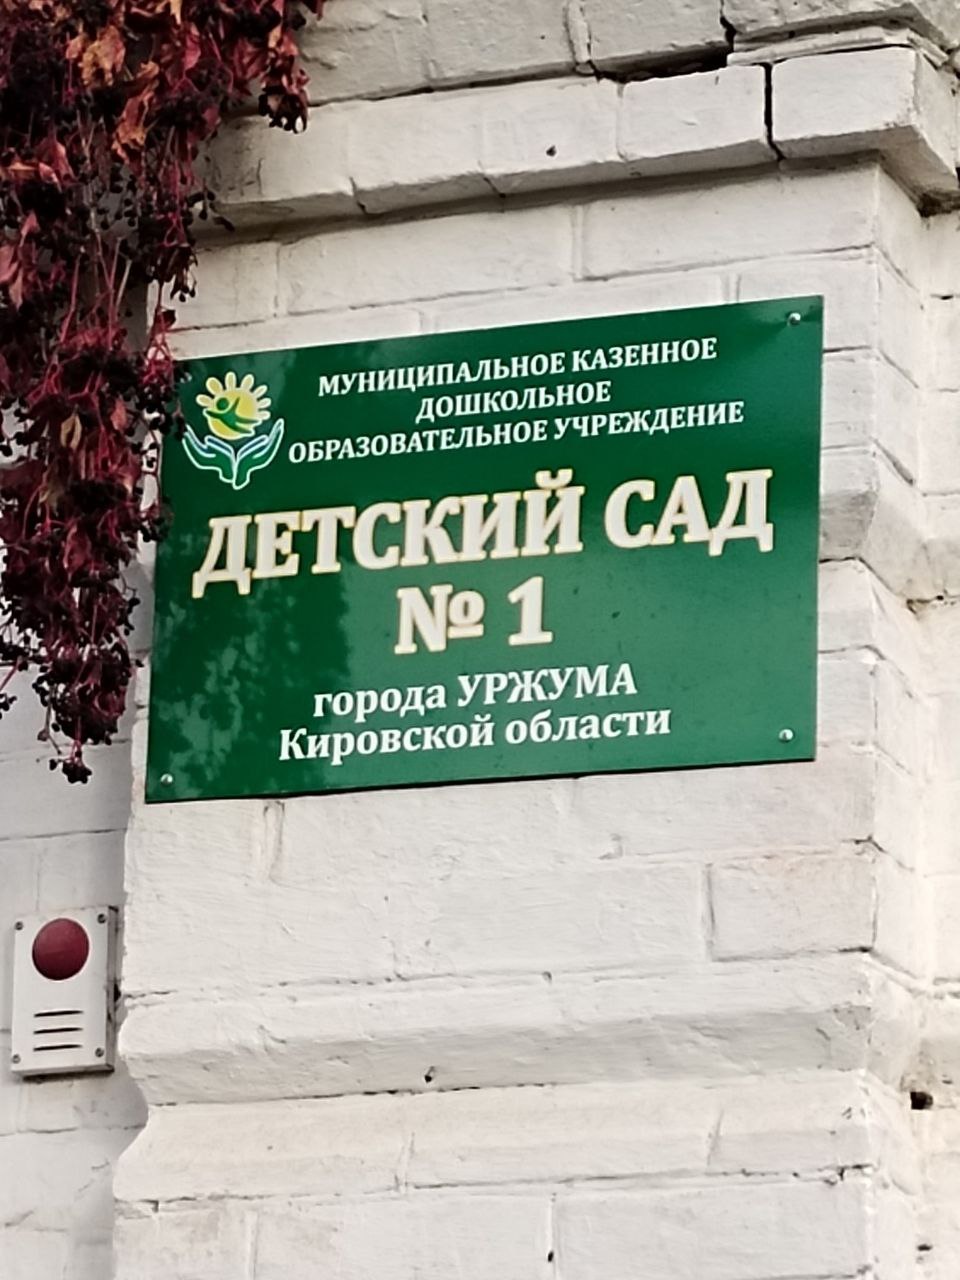 МУНИЦИПАЛЬНОЕ КАЗЕННОЕ
ДОШКОЛЬНОЕ
ОБРАЗОВАТЕЛЬНОЕ УЧРЕЖДЕНИЕ
ДЕТСКИЙ САД
№ 1
города УРЖУМА
Кировской области